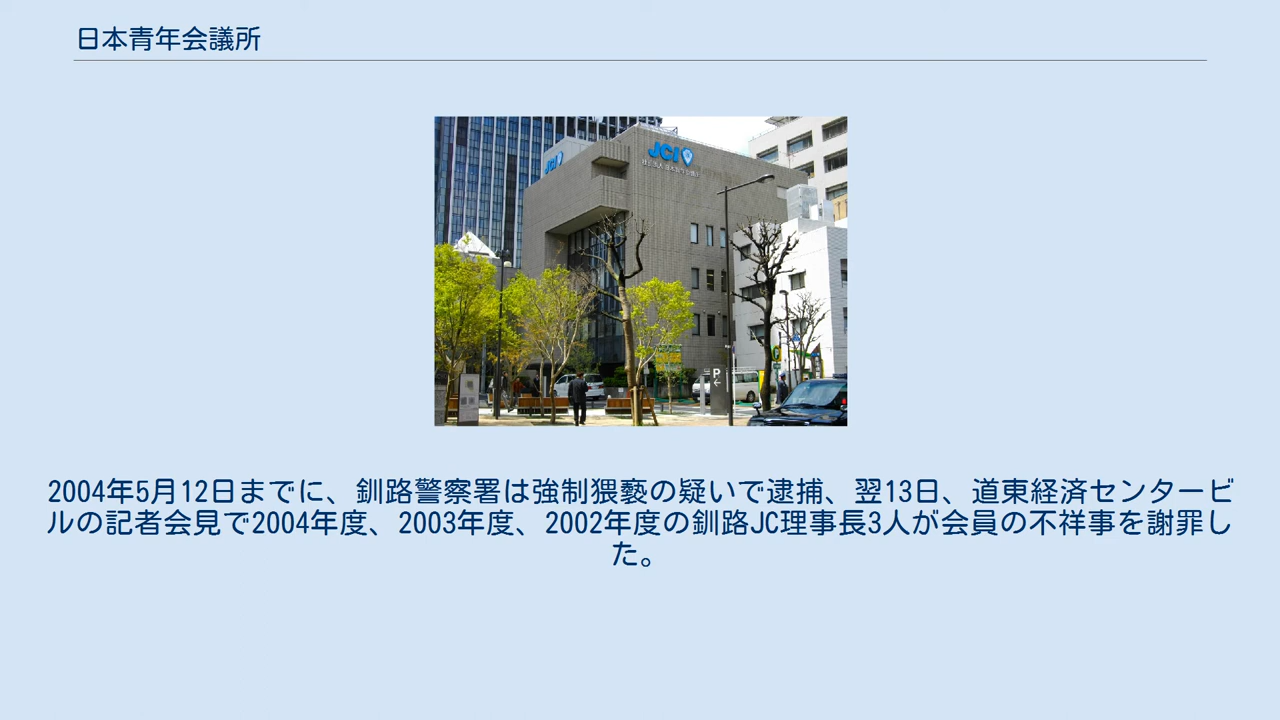 日本青年会議所
JCI
JCI
P
2004年5月12日までに、釧路警察署は強制猥褻の疑いで逮捕、翌13日、道東経済センタービ
ルの記者会見で2004年度、2003年度、2002年度の釧路JC理事長3人が会員の不祥事を謝罪し
た。